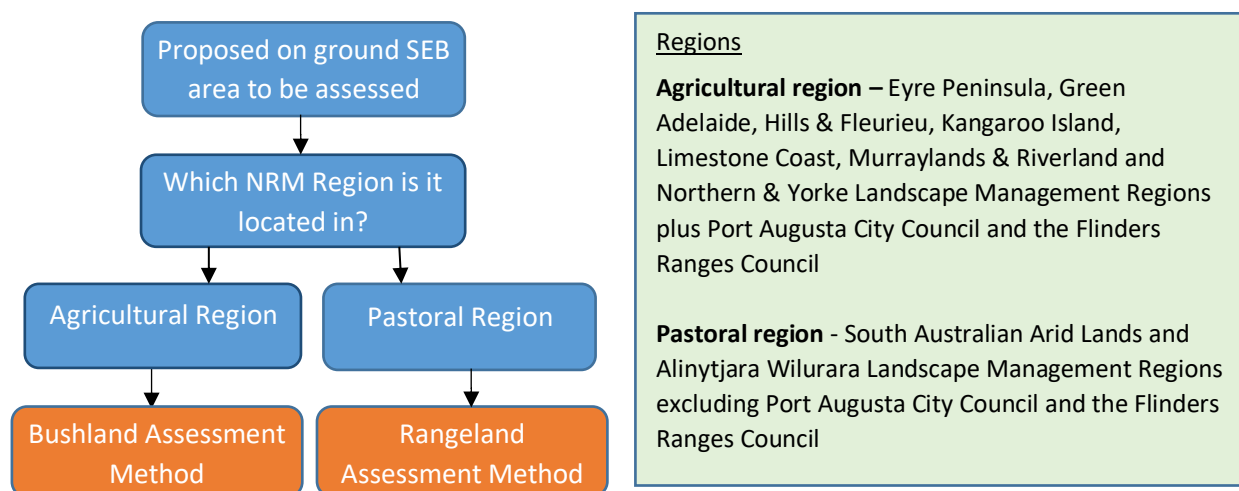 Proposed on ground SEB
area to be assessed
Which NRM Region is it
located in?
Agricultural Region
Pastoral Region
Bushland Assessment
Method
Rangeland
Assessment Method
Regions
Agricultural region – Eyre Peninsula, Green
Adelaide, Hills & Fleurieu, Kangaroo Island,
Limestone Coast, Murraylands & Riverland and
Northern & Yorke Landscape Management Regions
plus Port Augusta City Council and the Flinders
Ranges Council
Pastoral region - South Australian Arid Lands and
Alinytjara Wilurara Landscape Management Regions
excluding Port Augusta City Council and the Flinders
Ranges Council